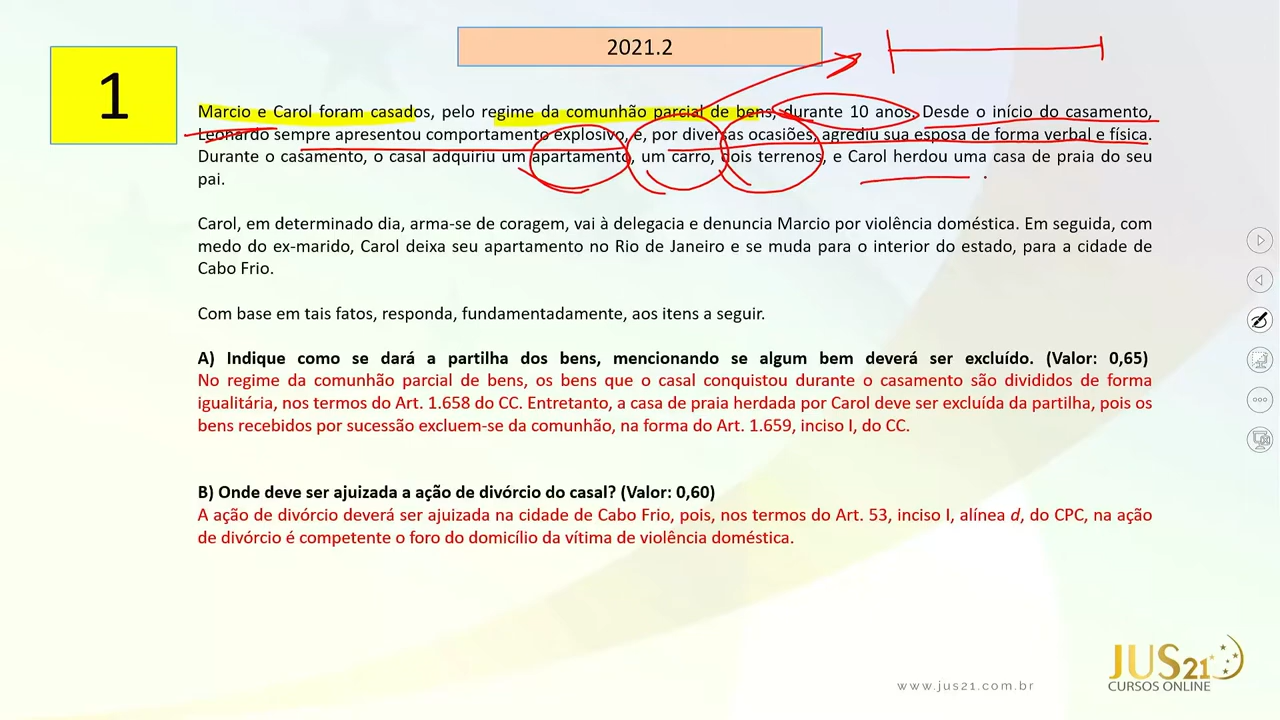 2021.2
1
Marcio e Carol foram casados, pelo regime da comunhão parcial de bens, durante 10 anos. Desde o início do casamento,
Leonardo sempre apresentou comportamento explosivo, e, por diversas ocasiões, agrediu sua esposa de forma verbal e física.
Durante o casamento, o casal adquiriu um apartamento, um carro, dois terrenos, e Carol herdou uma casa de praia do seu
pai.
Carol, em determinado dia, arma-se de coragem, vai à delegacia e denuncia Marcio por violência doméstica. Em seguida, com
medo do ex-marido, Carol deixa seu apartamento no Rio de Janeiro e se muda para o interior do estado, para a cidade de
Cabo Frio.
Com base em tais fatos, responda, fundamentadamente, aos itens a seguir.
A) Indique como se dará a partilha dos bens, mencionando se algum bem deverá ser excluído. (Valor: 0,65)
No regime da comunhão parcial de bens, os bens que o casal conquistou durante o casamento são divididos de forma
igualitária, nos termos do Art. 1.658 do CC. Entretanto, a casa de praia herdada por Carol deve ser excluída da partilha, pois os
bens recebidos por sucessão excluem-se da comunhão, na forma do Art. 1.659, inciso I, do CC.
B) Onde deve ser ajuizada a ação de divórcio do casal? (Valor: 0,60)
A ação de divórcio deverá ser ajuizada na cidade de Cabo Frio, pois, nos termos do Art. 53, inciso I, alínea d, do CPC, na ação
de divórcio é competente o foro do domicílio da vítima de violência doméstica.
JUS21
CURSOS ONLINE
www.jus21.com.br